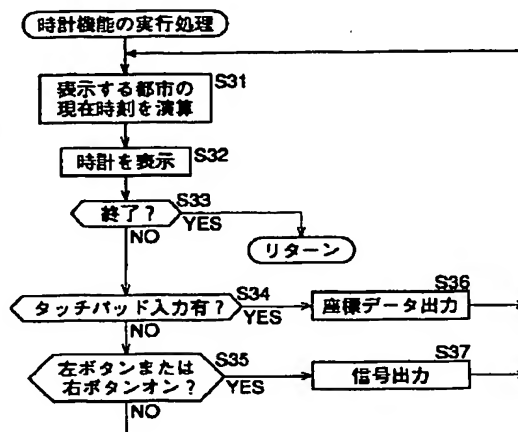 時計機能の実行処理
S31
表示する都市の
現在時刻を演算
S32
時計を表示
S33
終了？
YES
NO
リターン
S34
タッチパッド入力有？
YES
NO
S36
座標データ出力
S35
左ボタンまたは
右ボタンオン？
YES
NO
S37
信号出力